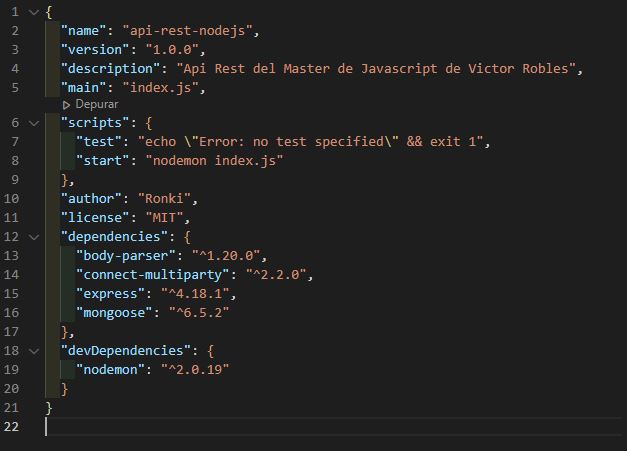 1 {
2 "name": "api-rest-nodejs",
3 "version": "1.0.0",
4 "description": "Api Rest del Master de Javascript de Victor Robles",
5 "main": "index.js",
Depurar
6 "scripts": {
7 "test": "echo \"Error: no test specified\" && exit 1",
8 "start": "nodemon index.js"
9 },
10 "author": "Ronki",
11 "license": "MIT",
12 "dependencies": {
13 "body-parser": "^1.20.0",
14 "connect-multiparty": "^2.2.0",
15 "express": "^4.18.1",
16 "mongoose": "^6.5.2"
17 },
18 "devDependencies": {
19 "nodemon": "^2.0.19"
20 }
21 }
22